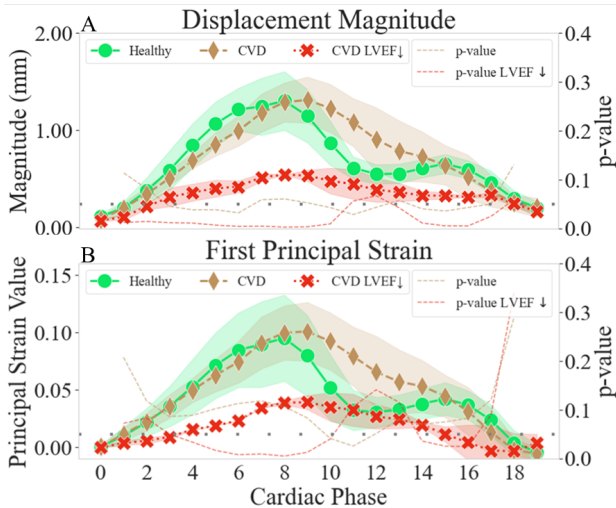 A
Displacement Magnitude
2.00
1.00
0.00
Magnitude (mm)
Healthy
CVD
CVD LVEF↓
p-value
p-value LVEF ↓
0.4
0.3
0.2
0.1
0.0
p-value
B
First Principal Strain
0.15
0.10
0.05
0.00
Principal Strain Value
Healthy
CVD
CVD LVEF↓
p-value
p-value LVEF ↓
0.4
0.3
0.2
0.1
0.0
p-value
0 2 4 6 8 10 12 14 16 18
Cardiac Phase